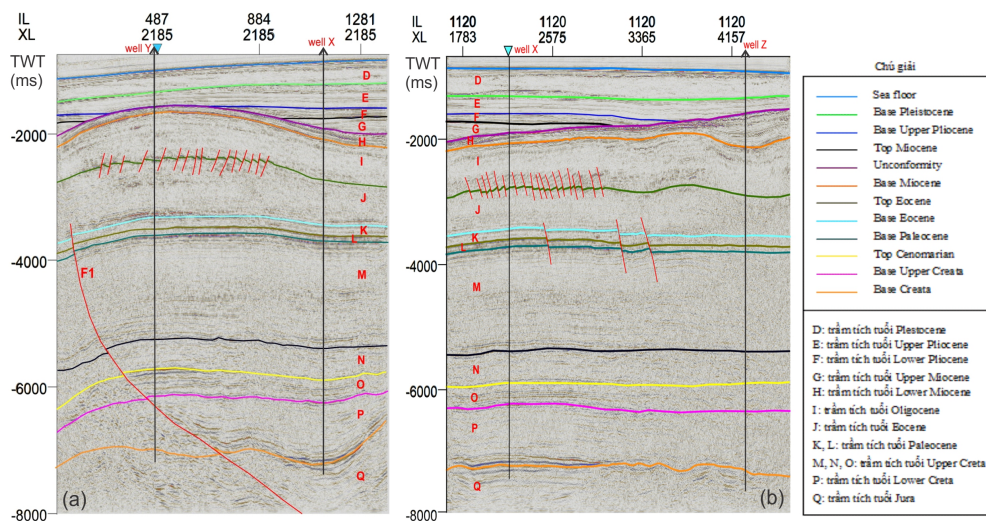 IL 487 884 1281
XL 2185 2185 2185
TWT
(ms)
well Y
well X
D
E
F
G
H
I
J
K
L
M
N
O
P
Q
F1
-2000
-4000
-6000
-8000
(a)
IL 1120 1120 1120 1120
XL 1783 2575 3365 4157
TWT
(ms)
well X
well Z
D
E
F
G
H
I
J
K
L
M
N
O
P
Q
-2000
-4000
-6000
-8000
(b)
Chú giải
Sea floor
Base Pleistocene
Base Upper Pliocene
Top Miocene
Unconformity
Base Miocene
Top Eocene
Base Eocene
Base Paleocene
Top Cenomarian
Base Upper Creata
Base Creata
D: trầm tích tuổi Plestocene
E: trầm tích tuổi Upper Pliocene
F: trầm tích tuổi Lower Pliocene
G: trầm tích tuổi Upper Miocene
H: trầm tích tuổi Lower Miocene
I: trầm tích tuổi Oligocene
J: trầm tích tuổi Eocene
K, L: trầm tích tuổi Paleocene
M, N, O: trầm tích tuổi Upper Creta
P: trầm tích tuổi Lower Creta
Q: trầm tích tuổi Jura